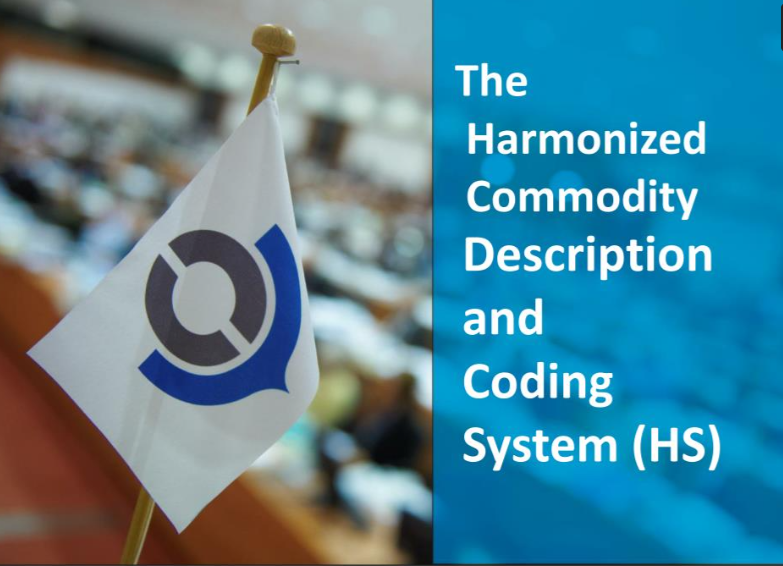 The
Harmonized
Commodity
Description
and
Coding
System (HS)